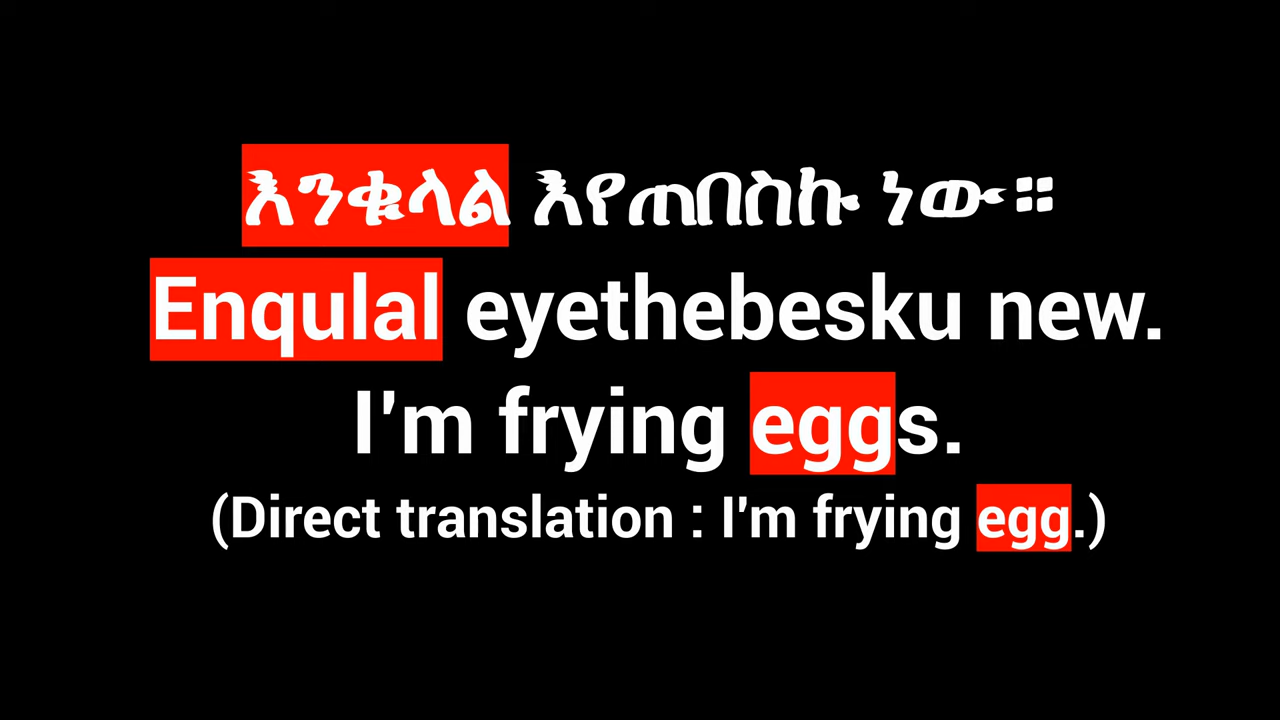 እንቁላል እየጠበስኩ ነው።
Enqulal eyethebesku new.
I'm frying eggs.
(Direct translation : I'm frying egg.)